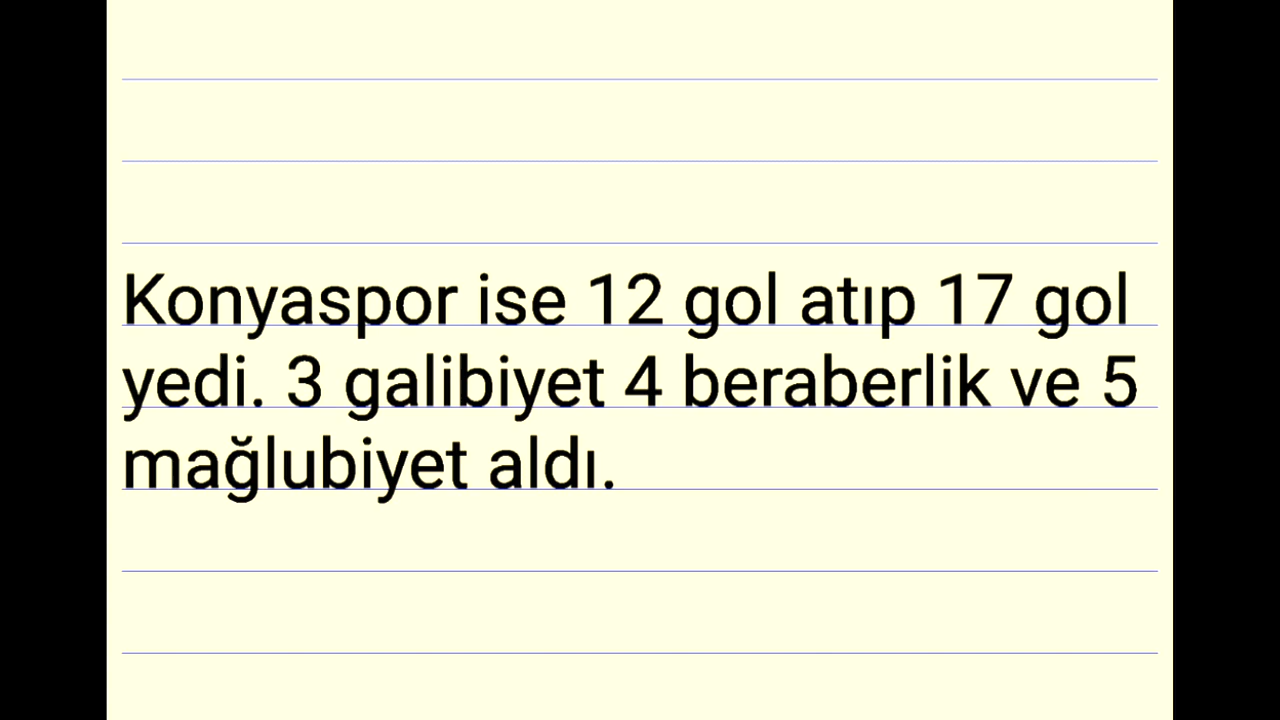 Konyaspor ise 12 gol atıp 17 gol
yedi. 3 galibiyet 4 beraberlik ve 5
mağlubiyet aldı.